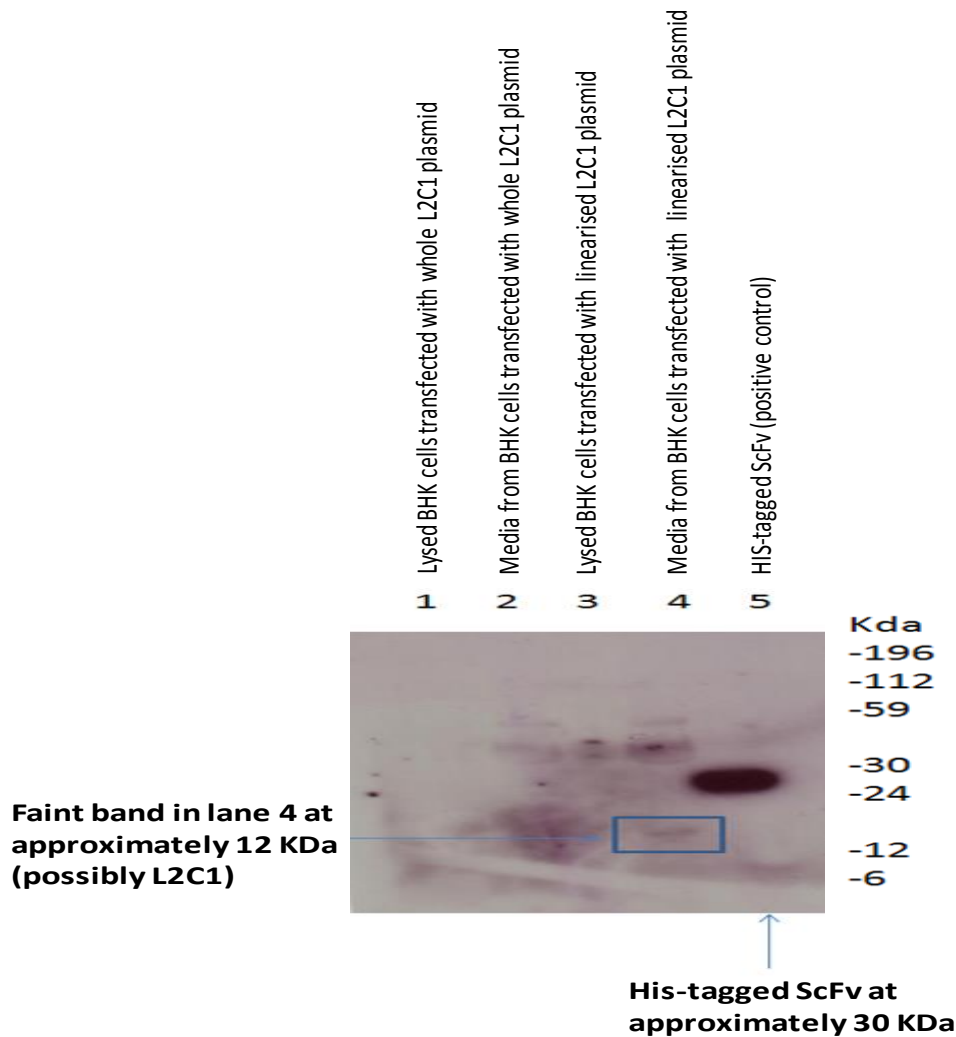 Lysed BHK cells transfected with whole L2C1 plasmid
Media from BHK cells transfected with whole L2C1 plasmid
Lysed BHK cells transfected with linearised L2C1 plasmid
Media from BHK cells transfected with linearised L2C1 plasmid
HIS-tagged ScFv (positive control)
1 2 3 4 5
Kda
-196
-112
-59
-30
-24
-12
-6
Faint band in lane 4 at
approximately 12 KDa
(possibly L2C1)
His-tagged ScFv at
approximately 30 KDa